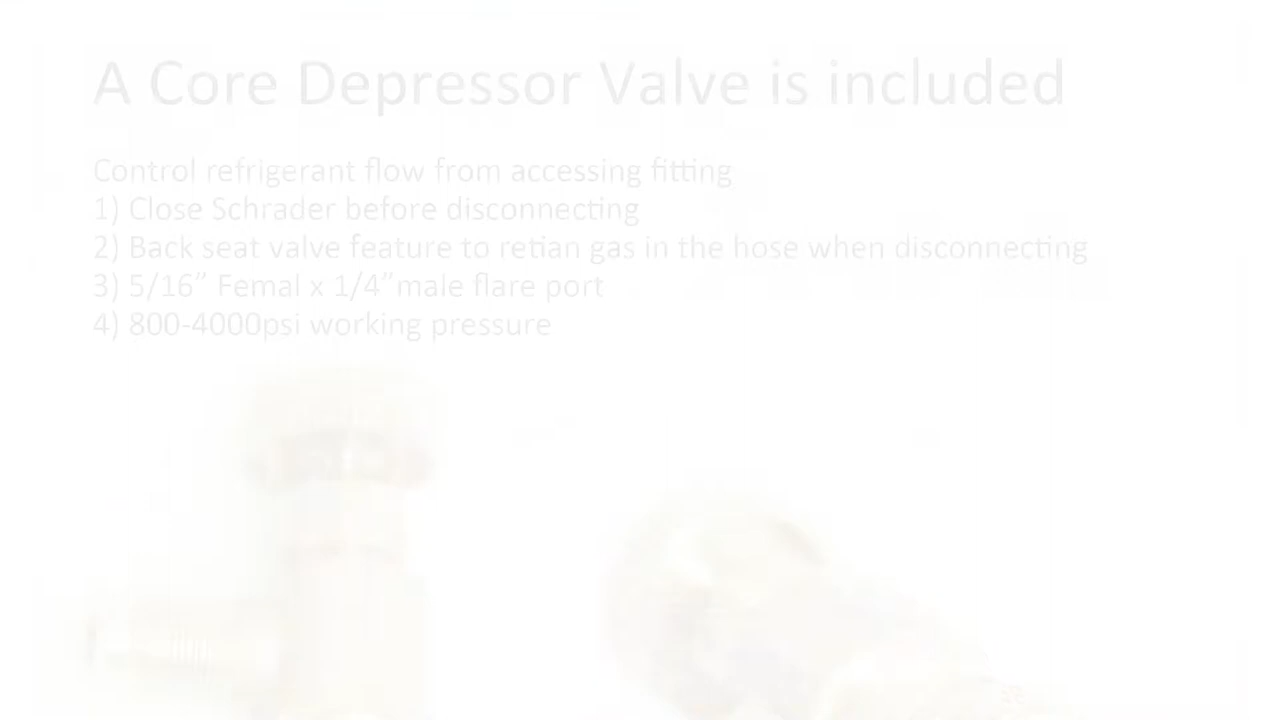 A Core Depressor Valve is included
Control refrigerant flow from accessing fitting
1) Close Schrader before disconnecting
2) Back seat valve feature to retian gas in the hose when disconnecting
3) 5/16” Femal x 1/4”male flare port
4) 800-4000psi working pressure